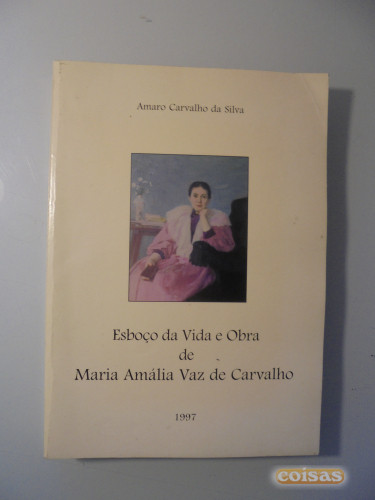 Amaro Carvalho da Silva
Esboço da Vida e Obra
de
Maria Amália Vaz de Carvalho
1997
coisas